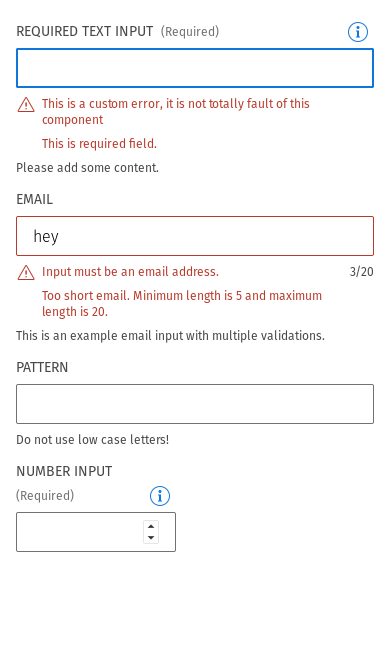 REQUIRED TEXT INPUT (Required)
This is a custom error, it is not totally fault of this
component
This is required field.
Please add some content.
EMAIL
hey
Input must be an email address. 3/20
Too short email. Minimum length is 5 and maximum
length is 20.
This is an example email input with multiple validations.
PATTERN
Do not use low case letters!
NUMBER INPUT
(Required)